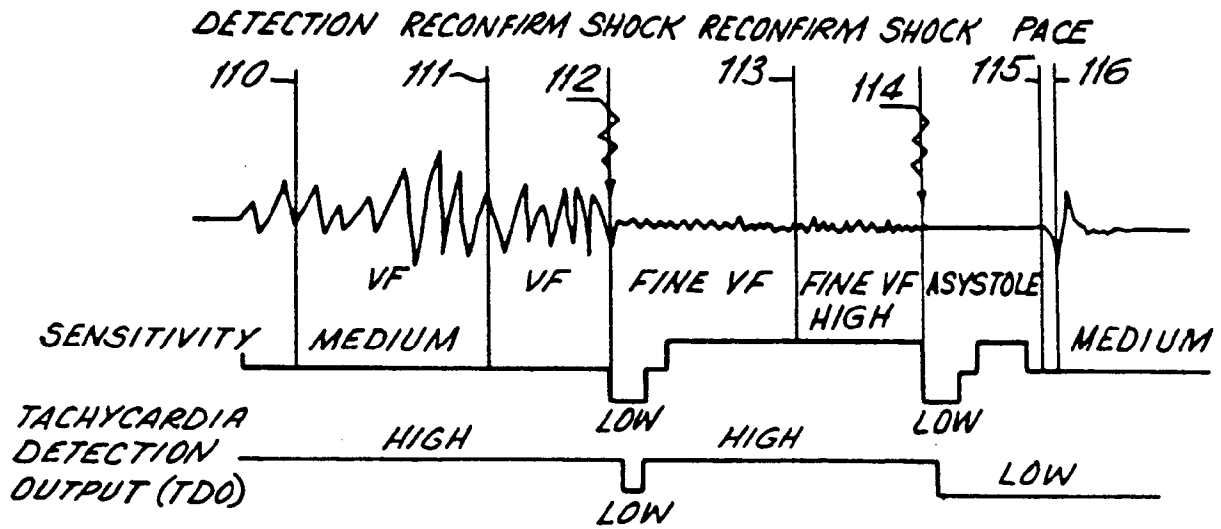 DETECTION RECONFIRM SHOCK RECONFIRM SHOCK PACE
110 111 112 113 114 115 116
VF VF FINE VF FINE VF ASYSTOLE
HIGH
SENSITIVITY MEDIUM MEDIUM
LOW LOW
TACHYCARDIA
DETECTION
OUTPUT (TDO)
HIGH HIGH
LOW
LOW